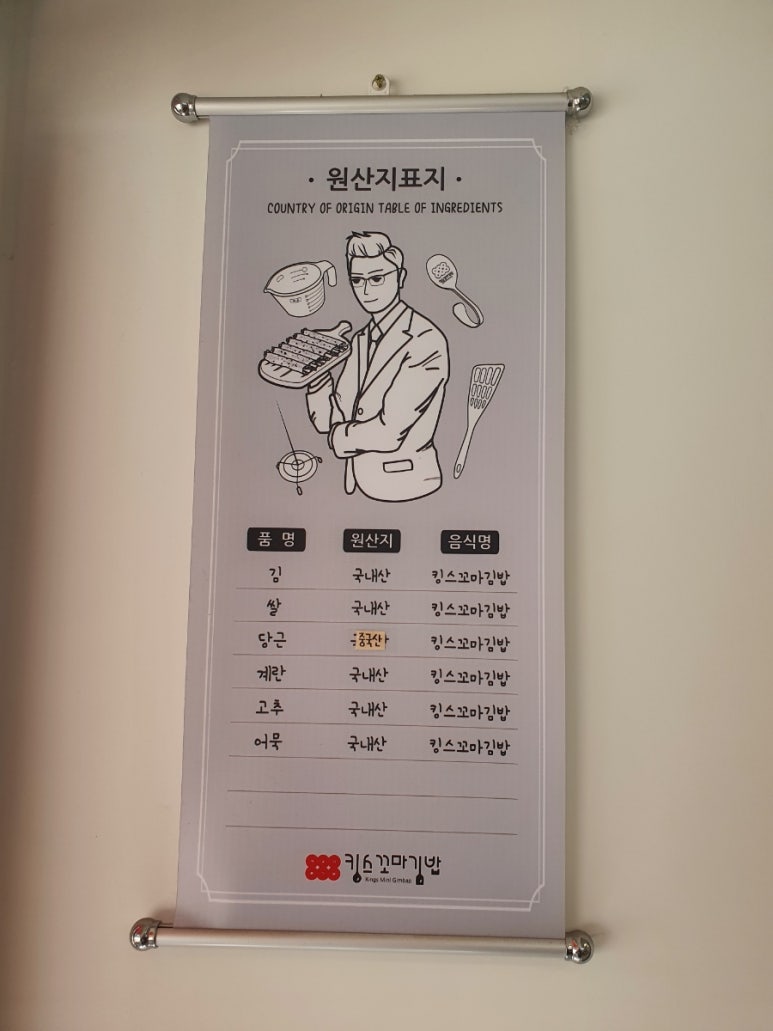 · 원산지표지 ·
COUNTRY OF ORIGIN TABLE OF INGREDIENTS
품 명 원산지 음식명
김 국내산 킹스꼬마김밥
쌀 국내산 킹스꼬마김밥
당근 중국산 킹스꼬마김밥
계란 국내산 킹스꼬마김밥
고추 국내산 킹스꼬마김밥
어묵 국내산 킹스꼬마김밥
킹스꼬마김밥
Kings Mini Gimbap